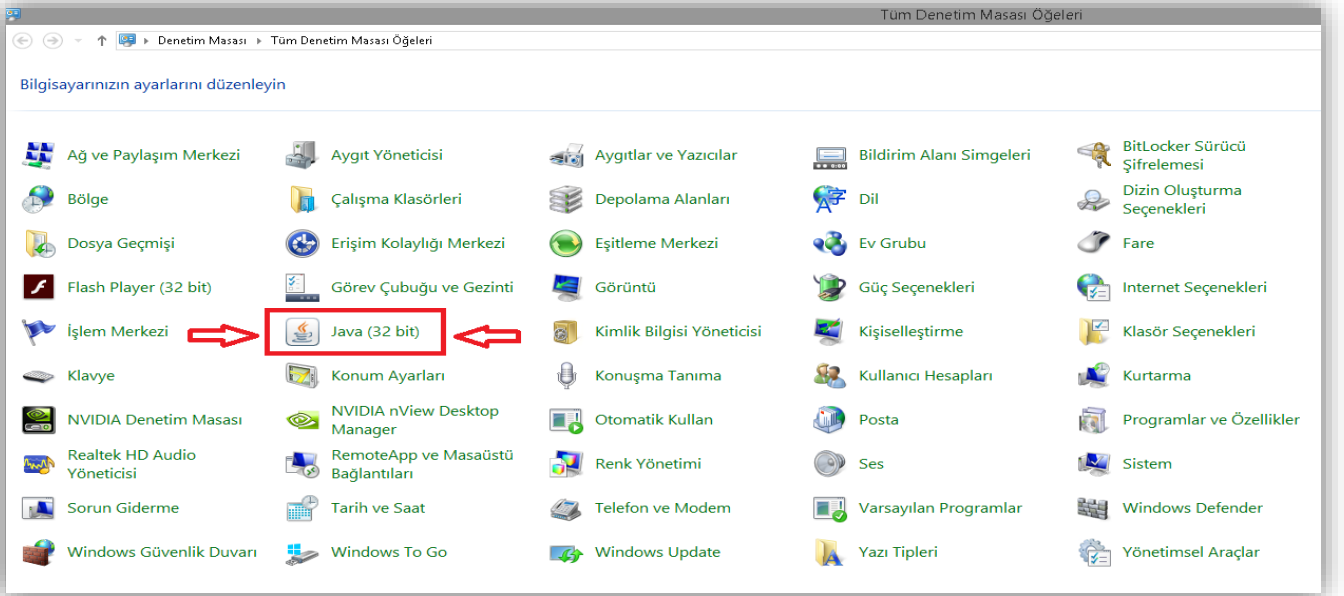 Tüm Denetim Masası Öğeleri
Denetim Masası Tüm Denetim Masası Öğeleri
Bilgisayarınızın ayarlarını düzenleyin
Ağ ve Paylaşım Merkezi
Aygıt Yöneticisi
Aygıtlar ve Yazıcılar
Bildirim Alanı Simgeleri
BitLocker Sürücü
Şifrelemesi
Bölge
Çalışma Klasörleri
Depolama Alanları
Dil
Dizin Oluşturma
Seçenekleri
Dosya Geçmişi
Erişim Kolaylığı Merkezi
Eşitleme Merkezi
Ev Grubu
Fare
Flash Player (32 bit)
Görev Çubuğu ve Gezinti
Görüntü
Güç Seçenekleri
Internet Seçenekleri
İşlem Merkezi
Java (32 bit)
Kimlik Bilgisi Yöneticisi
Kişiselleştirme
Klasör Seçenekleri
Klavye
Konum Ayarları
Konuşma Tanıma
Kullanıcı Hesapları
Kurtarma
NVIDIA Denetim Masası
NVIDIA nView Desktop
Manager
Otomatik Kullan
Posta
Programlar ve Özellikler
Realtek HD Audio
Yöneticisi
RemoteApp ve Masaüstü
Bağlantıları
Renk Yönetimi
Ses
Sistem
Sorun Giderme
Tarih ve Saat
Telefon ve Modem
Varsayılan Programlar
Windows Defender
Windows Güvenlik Duvarı
Windows To Go
Windows Update
Yazı Tipleri
Yönetimsel Araçlar